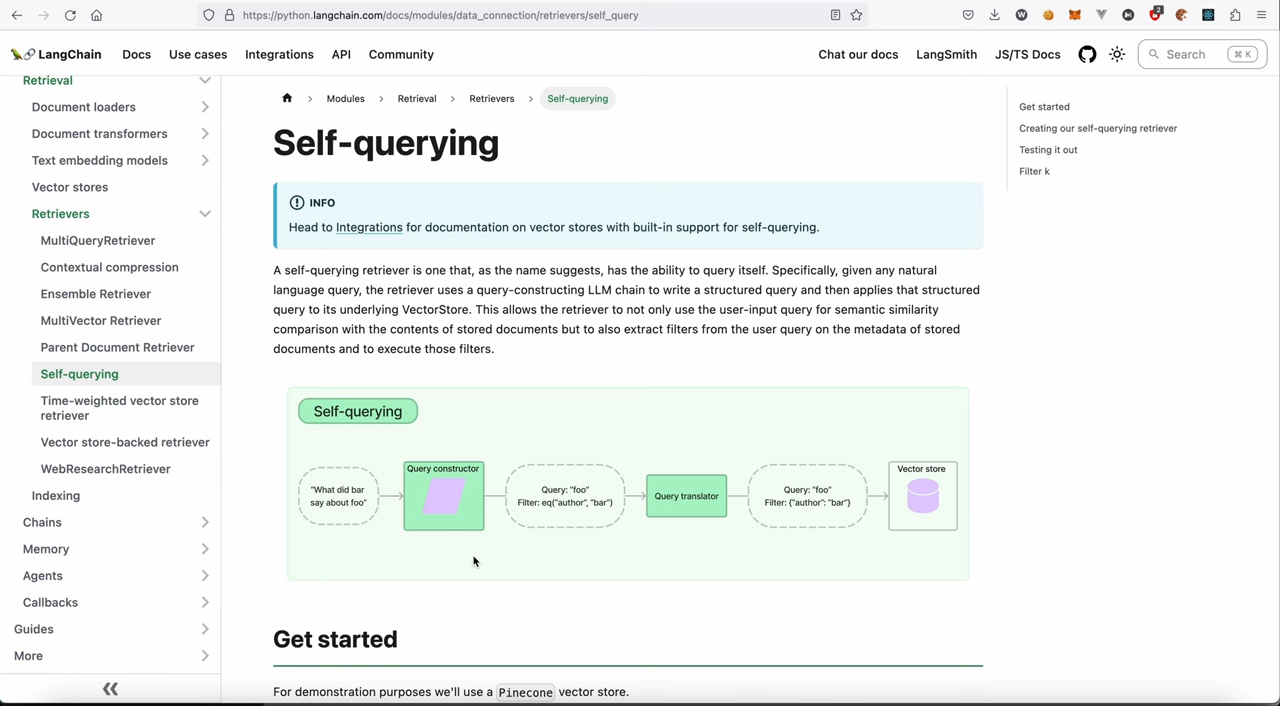 https://python.langchain.com/docs/modules/data_connection/retrievers/self_query
2
LangChain
Docs
Use cases
Integrations
API
Community
Chat our docs
LangSmith
JS/TS Docs
Search
⌘ K
Retrieval
Document loaders
Document transformers
Text embedding models
Vector stores
Retrievers
MultiQueryRetriever
Contextual compression
Ensemble Retriever
MultiVector Retriever
Parent Document Retriever
Self-querying
Time-weighted vector store
retriever
Vector store-backed retriever
WebResearchRetriever
Indexing
Chains
Memory
Agents
Callbacks
Guides
More
Modules
Retrieval
Retrievers
Self-querying
Self-querying
INFO
Head to Integrations for documentation on vector stores with built-in support for self-querying.
A self-querying retriever is one that, as the name suggests, has the ability to query itself. Specifically, given any natural
language query, the retriever uses a query-constructing LLM chain to write a structured query and then applies that structured
query to its underlying VectorStore. This allows the retriever to not only use the user-input query for semantic similarity
comparison with the contents of stored documents but to also extract filters from the user query on the metadata of stored
documents and to execute those filters.
Self-querying
"What did bar
say about foo"
Query constructor
Query: "foo"
Filter: eq("author", "bar")
Query translator
Query: "foo"
Filter: {"author": "bar"}
Vector store
Get started
For demonstration purposes we'll use a Pinecone vector store.
Get started
Creating our self-querying retriever
Testing it out
Filter k